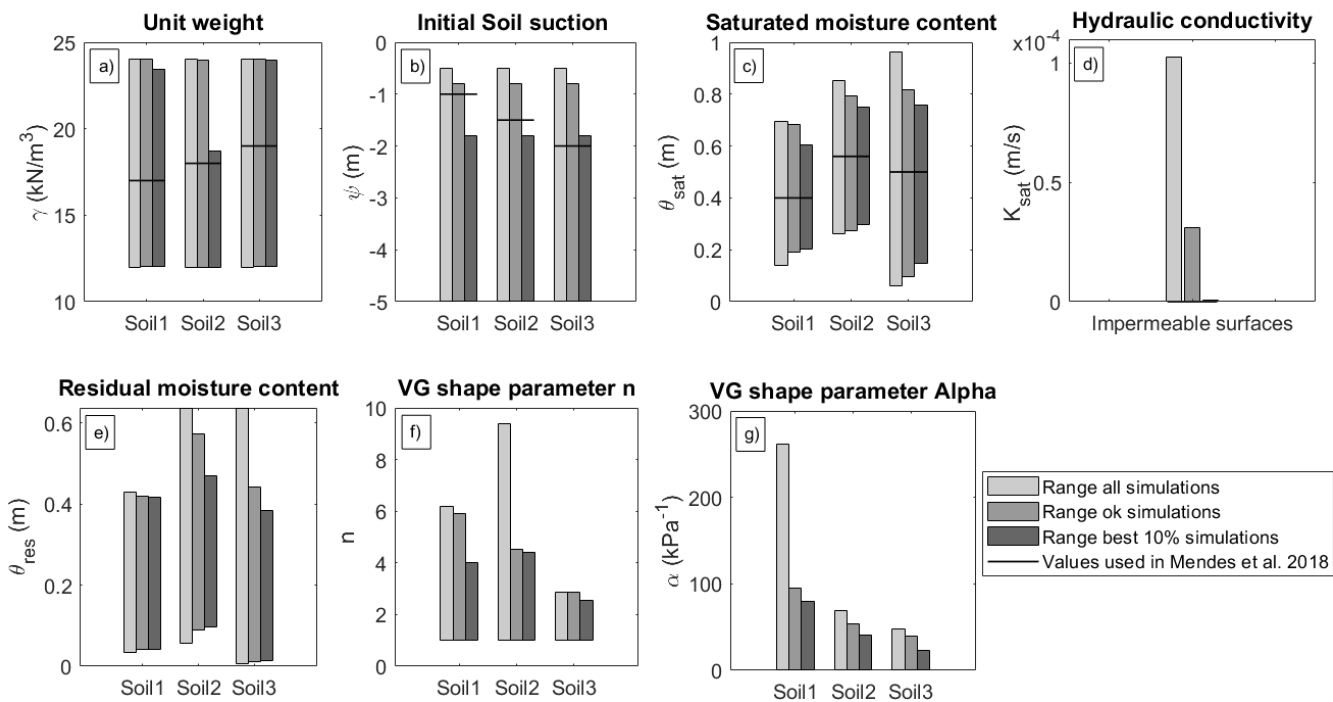 Unit weight
a)
γ (kN/m³)
25
20
15
10
Soil1 Soil2 Soil3
Initial Soil suction
b)
ψ (m)
0
-1
-2
-3
-4
-5
Soil1 Soil2 Soil3
Saturated moisture content
c)
θsat (m)
1
0.8
0.6
0.4
0.2
0
Soil1 Soil2 Soil3
Hydraulic conductivity
×10⁻⁴
d)
Ksat (m/s)
1
0.5
0
Impermeable surfaces
Residual moisture content
e)
θres (m)
0.6
0.4
0.2
0
Soil1 Soil2 Soil3
VG shape parameter n
f)
n
10
8
6
4
2
0
Soil1 Soil2 Soil3
VG shape parameter Alpha
g)
α (kPa⁻¹)
300
200
100
0
Soil1 Soil2 Soil3
Range all simulations
Range ok simulations
Range best 10% simulations
Values used in Mendes et al. 2018